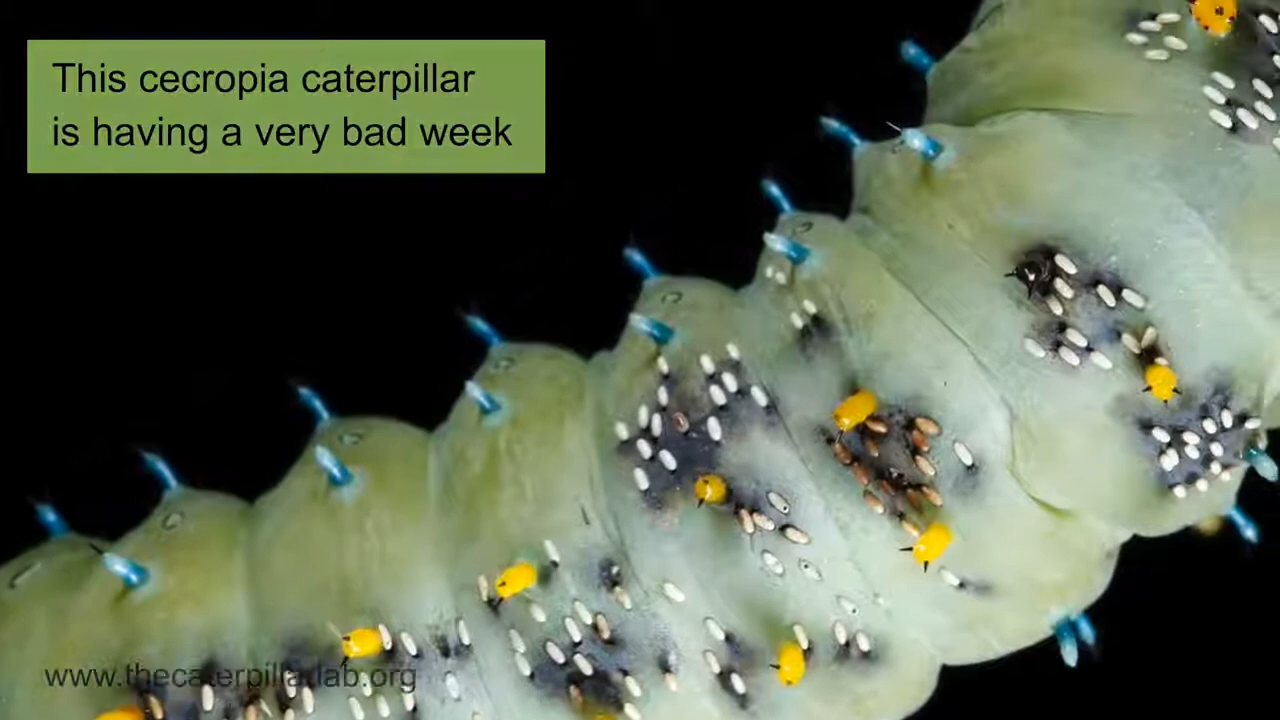 This cecropia caterpillar
is having a very bad week
www.thecaterpillarlab.org